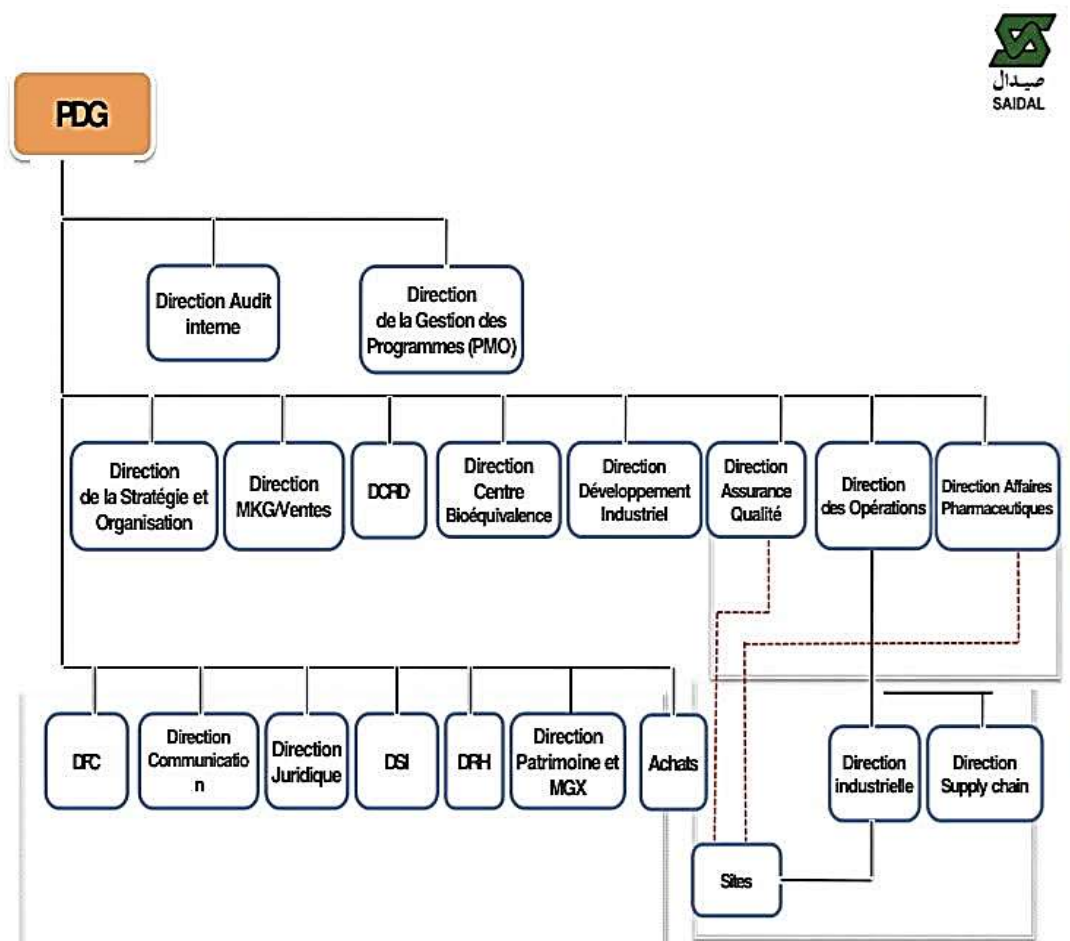 صيدال
SAIDAL
PDG
Direction Audit
interne
Direction
de la Gestion des
Programmes (PMO)
Direction
de la Stratégie et
Organisation
Direction
MKG/Ventes
DCRD
Direction
Centre
Bioéquivalence
Direction
Développement
Industriel
Direction
Assurance
Qualité
Direction
des Opérations
Direction Affaires
Pharmaceutiques
DFC
Direction
Communicatio
n
Direction
Juridique
DSI
DRH
Direction
Patrimoine et
MGX
Achats
Direction
industrielle
Direction
Supply chain
Sites